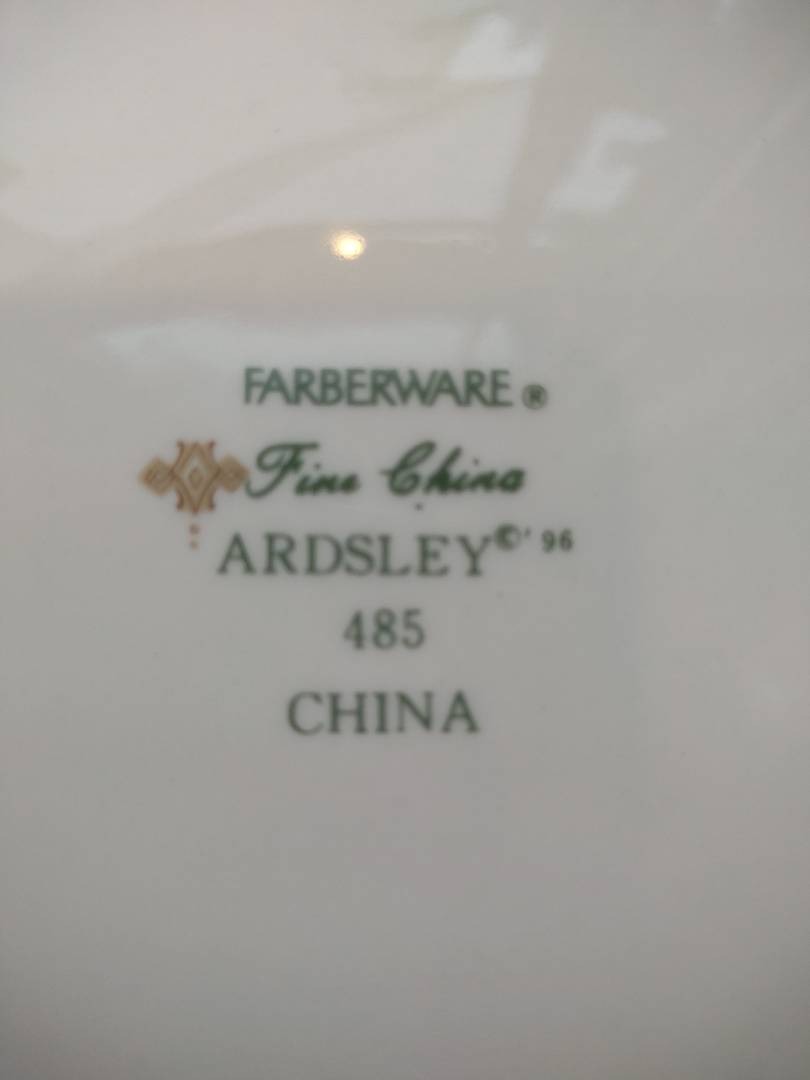 FARBERWARE ®
Fine China
ARDSLEY©'96
485
CHINA